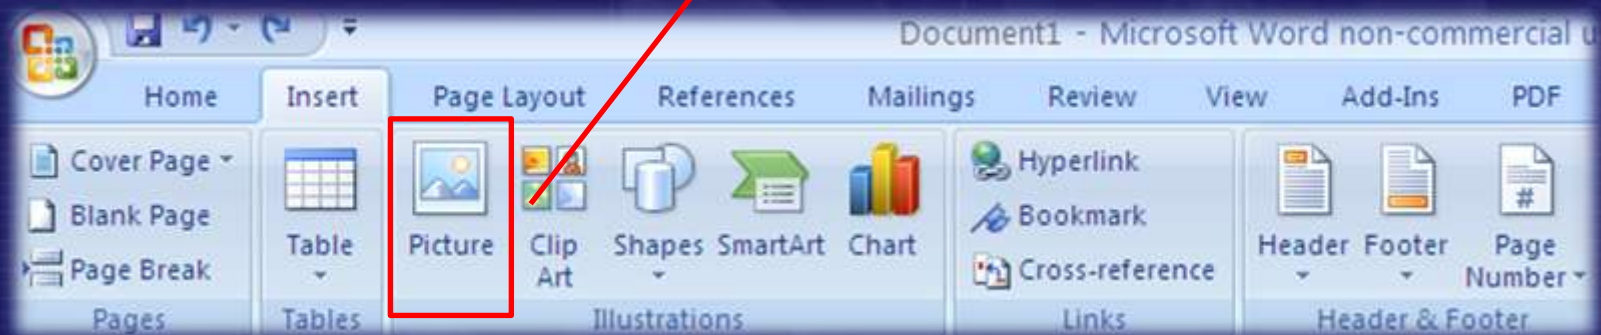 Document1 - Microsoft Word non-commercial
Home Insert Page Layout References Mailings Review View Add-Ins PDF
Cover Page
Blank Page
Page Break
Pages
Table
Tables
Picture
Clip
Art
Shapes
SmartArt
Chart
Illustrations
Hyperlink
Bookmark
Cross-reference
Links
Header
Footer
#
Page
Number
Header & Footer